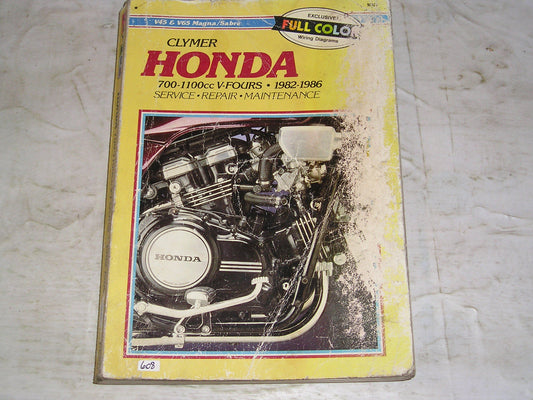 V45 & V65 Magna/Sabre
EXCLUSIVE!
FULL COLO
Wiring Diagrams
CLYMER
HONDA
700-1100cc V-FOURS • 1982-1986
SERVICE • REPAIR • MAINTENANCE
HONDA
608